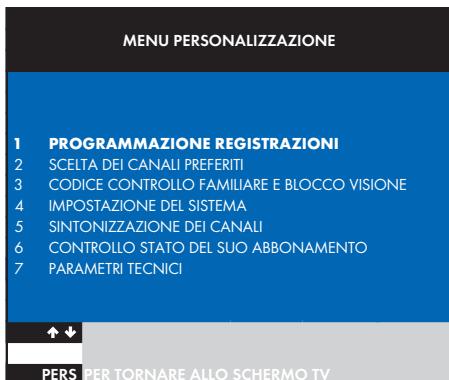 MENU PERSONALIZZAZIONE
1 PROGRAMMAZIONE REGISTRAZIONI
2 SCELTA DEI CANALI PREFERITI
3 CODICE CONTROLLO FAMILIARE E BLOCCO VISIONE
4 IMPOSTAZIONE DEL SISTEMA
5 SINTONIZZAZIONE DEI CANALI
6 CONTROLLO STATO DEL SUO ABBONAMENTO
7 PARAMETRI TECNICI
PERS PER TORNARE ALLO SCHERMO TV